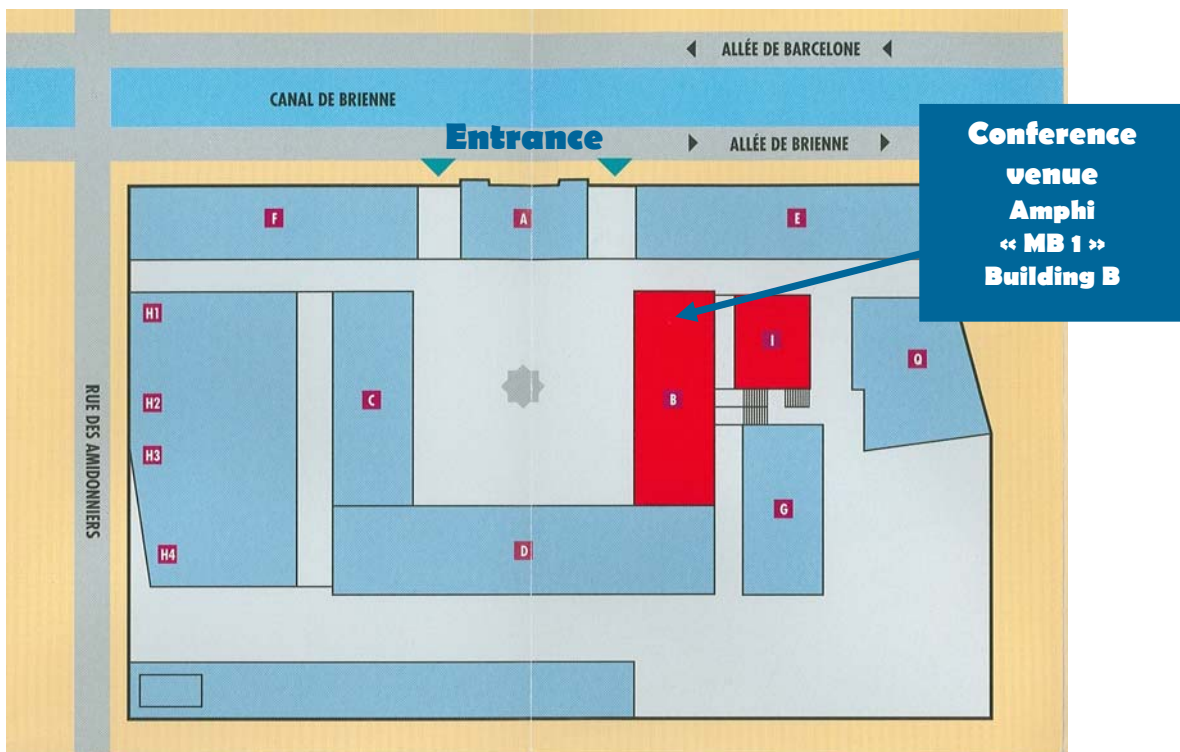 ALLÉE DE BARCELONE
CANAL DE BRIENNE
Entrance
ALLÉE DE BRIENNE
Conference
venue
Amphi
« MB 1 »
Building B
F
A
E
H1
I
Q
C
B
H2
RUE DES AMIDONNIERS
H3
G
D
H4